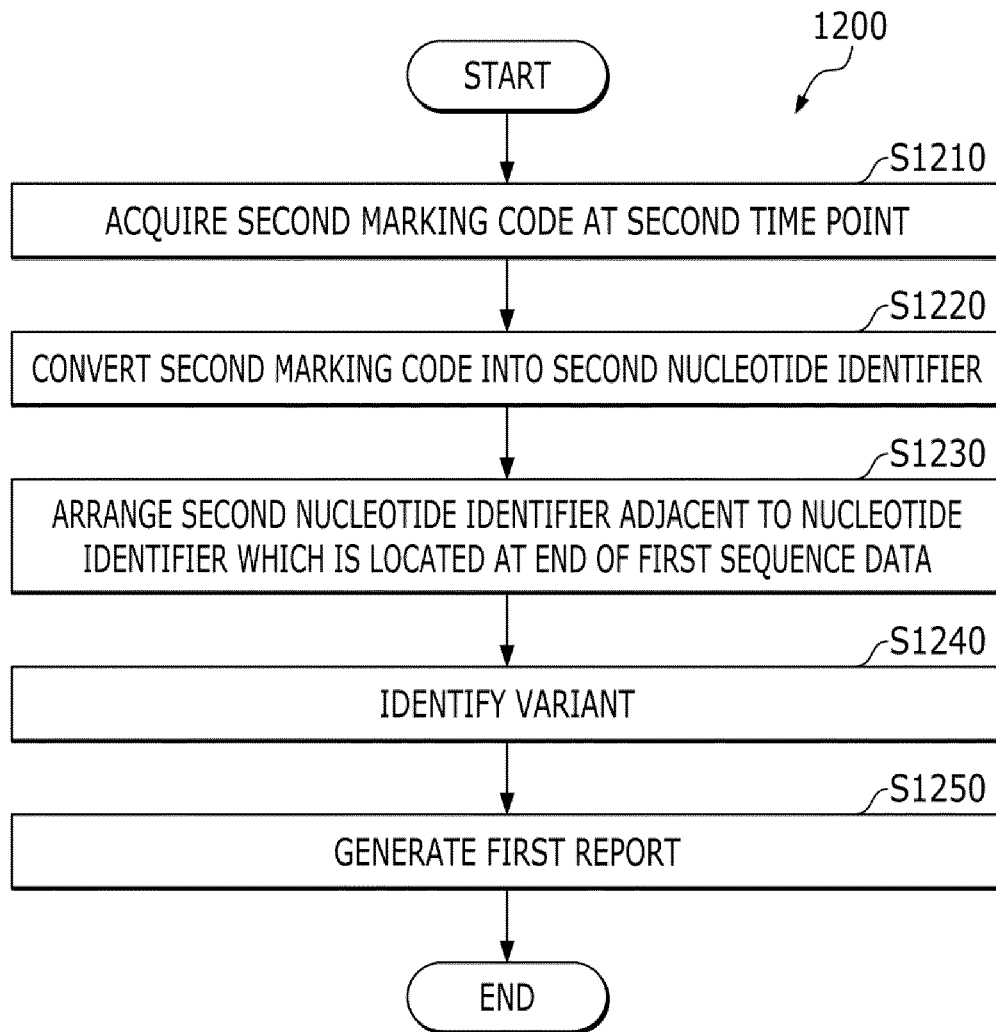 1200
START
S1210
ACQUIRE SECOND MARKING CODE AT SECOND TIME POINT
S1220
CONVERT SECOND MARKING CODE INTO SECOND NUCLEOTIDE IDENTIFIER
S1230
ARRANGE SECOND NUCLEOTIDE IDENTIFIER ADJACENT TO NUCLEOTIDE
IDENTIFIER WHICH IS LOCATED AT END OF FIRST SEQUENCE DATA
S1240
IDENTIFY VARIANT
S1250
GENERATE FIRST REPORT
END